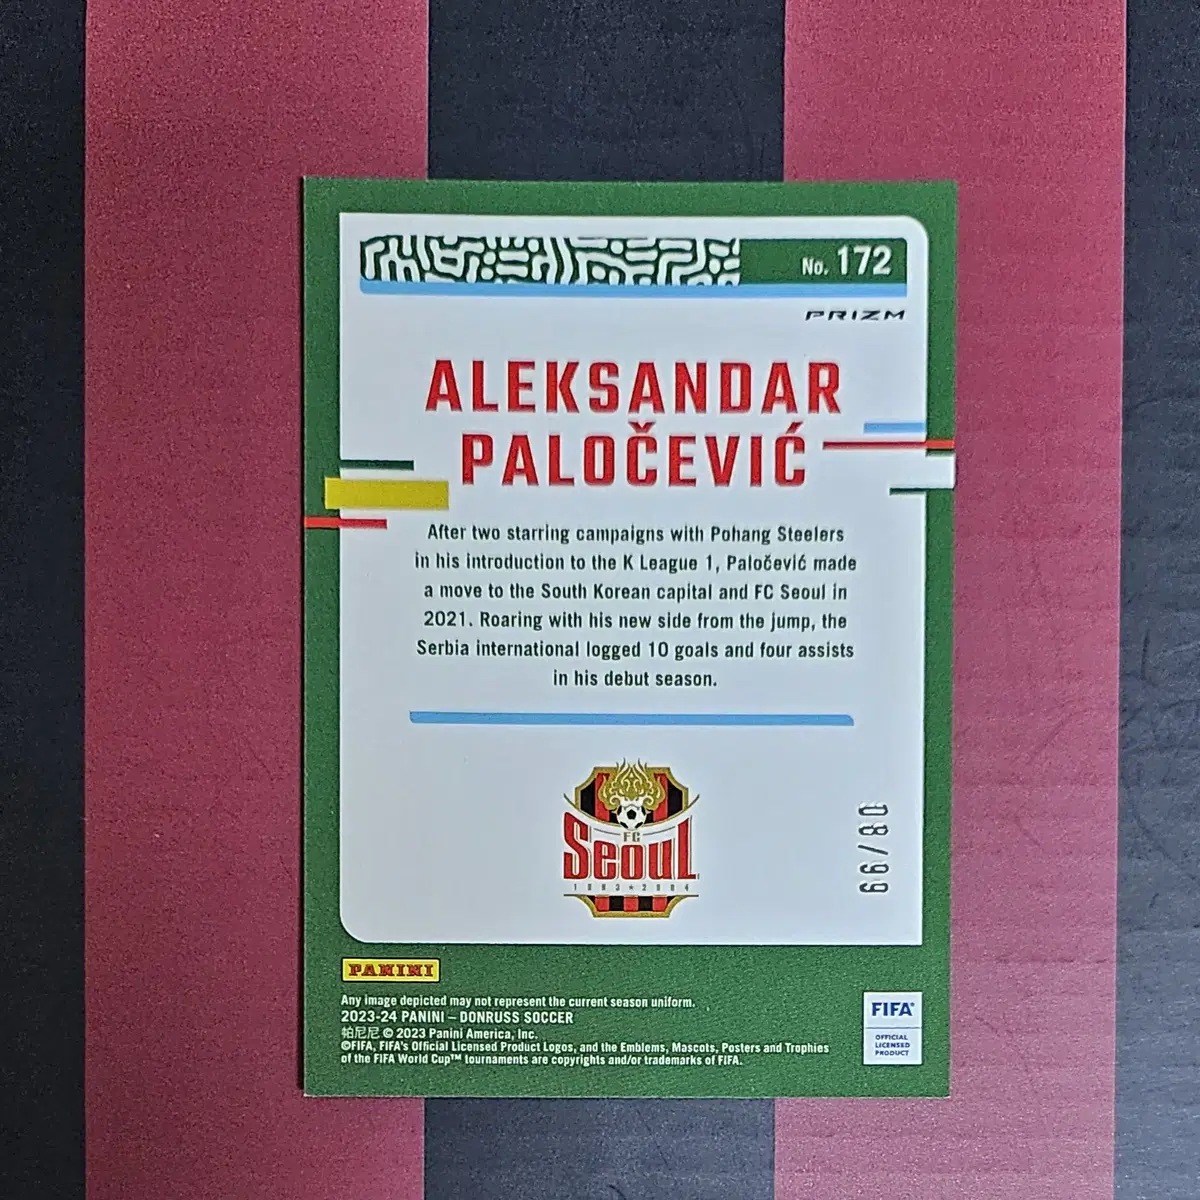 No. 172
PRIZM
ALEKSANDAR
PALOČEVIĆ
After two starring campaigns with Pohang Steelers
in his introduction to the K League 1, Paločević made
a move to the South Korean capital and FC Seoul in
2021. Roaring with his new side from the jump, the
Serbia international logged 10 goals and four assists
in his debut season.
FC
Seoul
1983★2004
08/99
PANINI
Any image depicted may not represent the current season uniform.
2023-24 PANINI – DONRUSS SOCCER
帕尼尼 © 2023 Panini America, Inc.
©FIFA, FIFA's Official Licensed Product Logos, and the Emblems, Mascots, Posters and Trophies
of the FIFA World Cup™ tournaments are copyrights and/or trademarks of FIFA.
FIFA®
OFFICIAL
LICENSED
PRODUCT